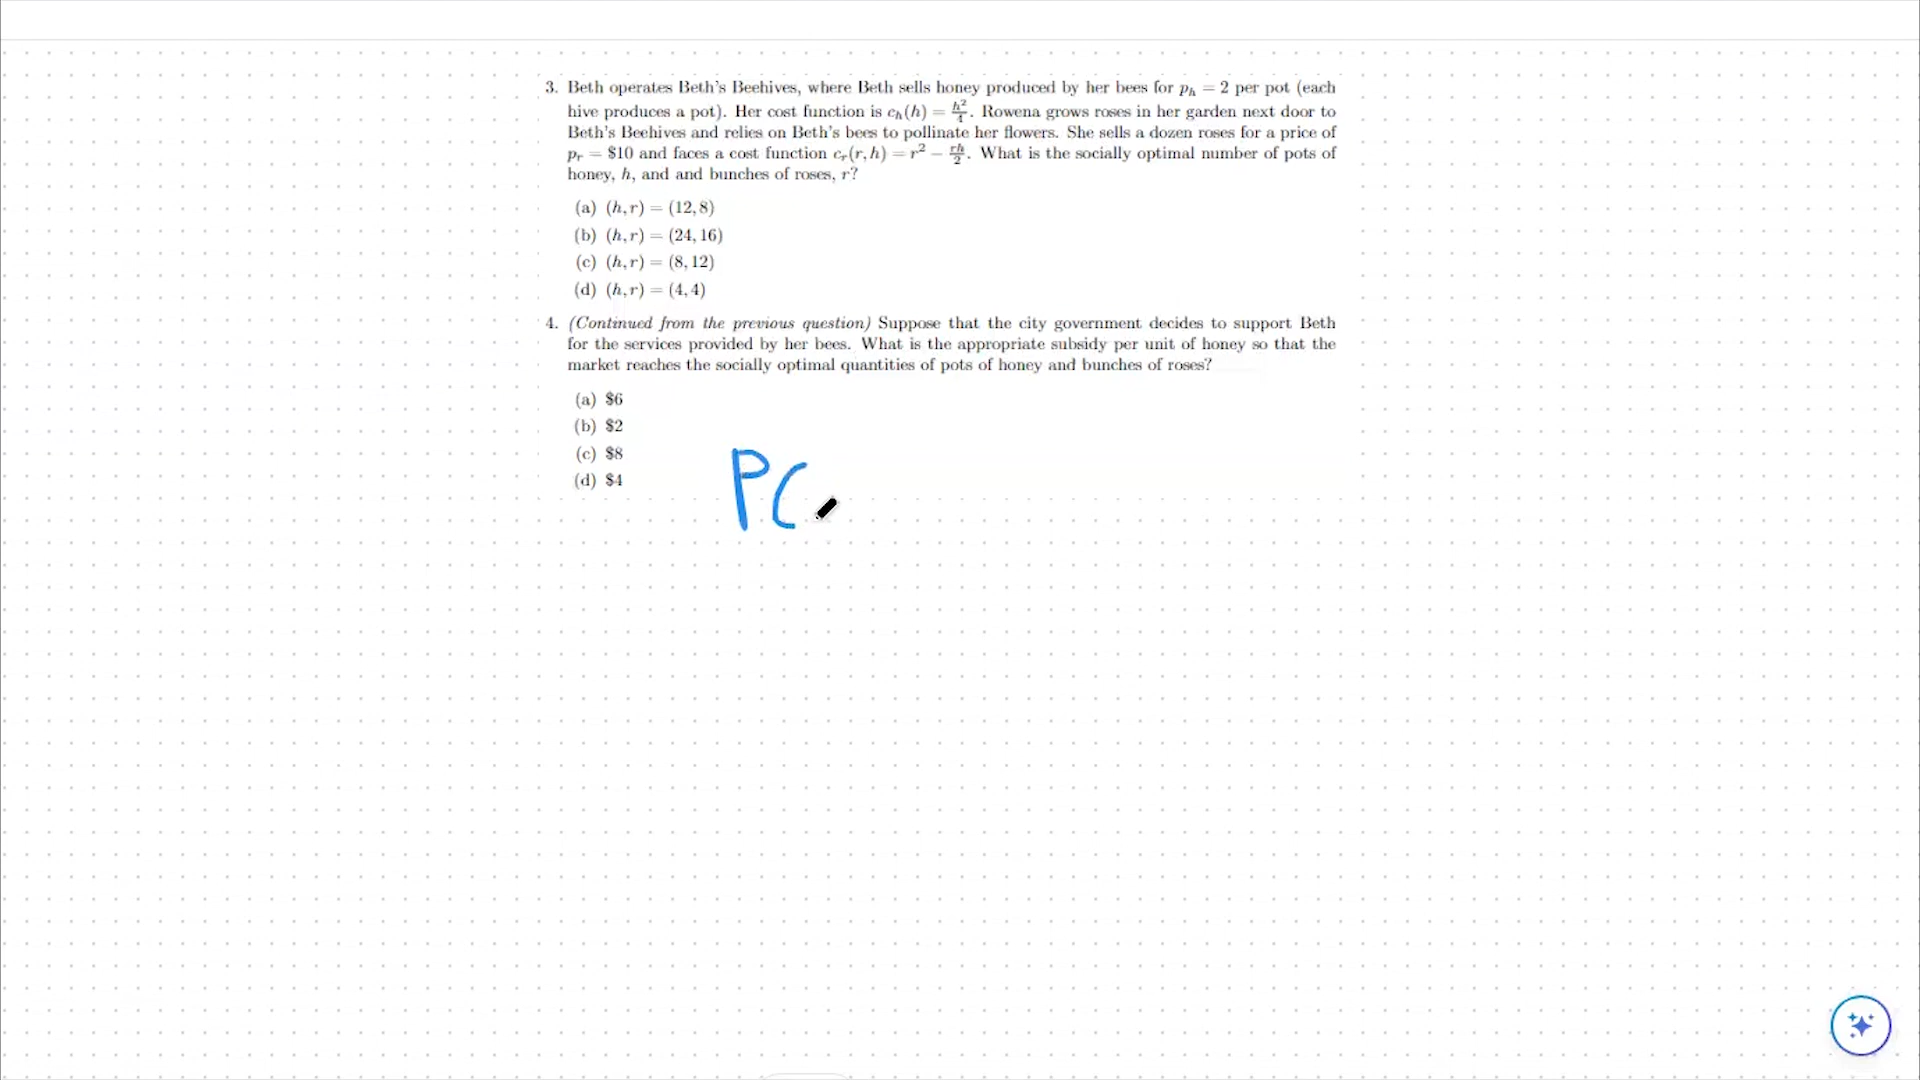 3. Beth operates Beth's Beehives, where Beth sells honey produced by her bees for pₕ = 2 per pot (each
hive produces a pot). Her cost function is cₕ(h) = h²/4. Rowena grows roses in her garden next door to
Beth's Beehives and relies on Beth's bees to pollinate her flowers. She sells a dozen roses for a price of
pᵣ = $10 and faces a cost function cᵣ(r, h) = r² − rh/2. What is the socially optimal number of pots of
honey, h, and and bunches of roses, r?
(a) (h, r) = (12, 8)
(b) (h, r) = (24, 16)
(c) (h, r) = (8, 12)
(d) (h, r) = (4, 4)
4. (Continued from the previous question) Suppose that the city government decides to support Beth
for the services provided by her bees. What is the appropriate subsidy per unit of honey so that the
market reaches the socially optimal quantities of pots of honey and bunches of roses?
(a) $6
(b) $2
(c) $8
(d) $4
PC